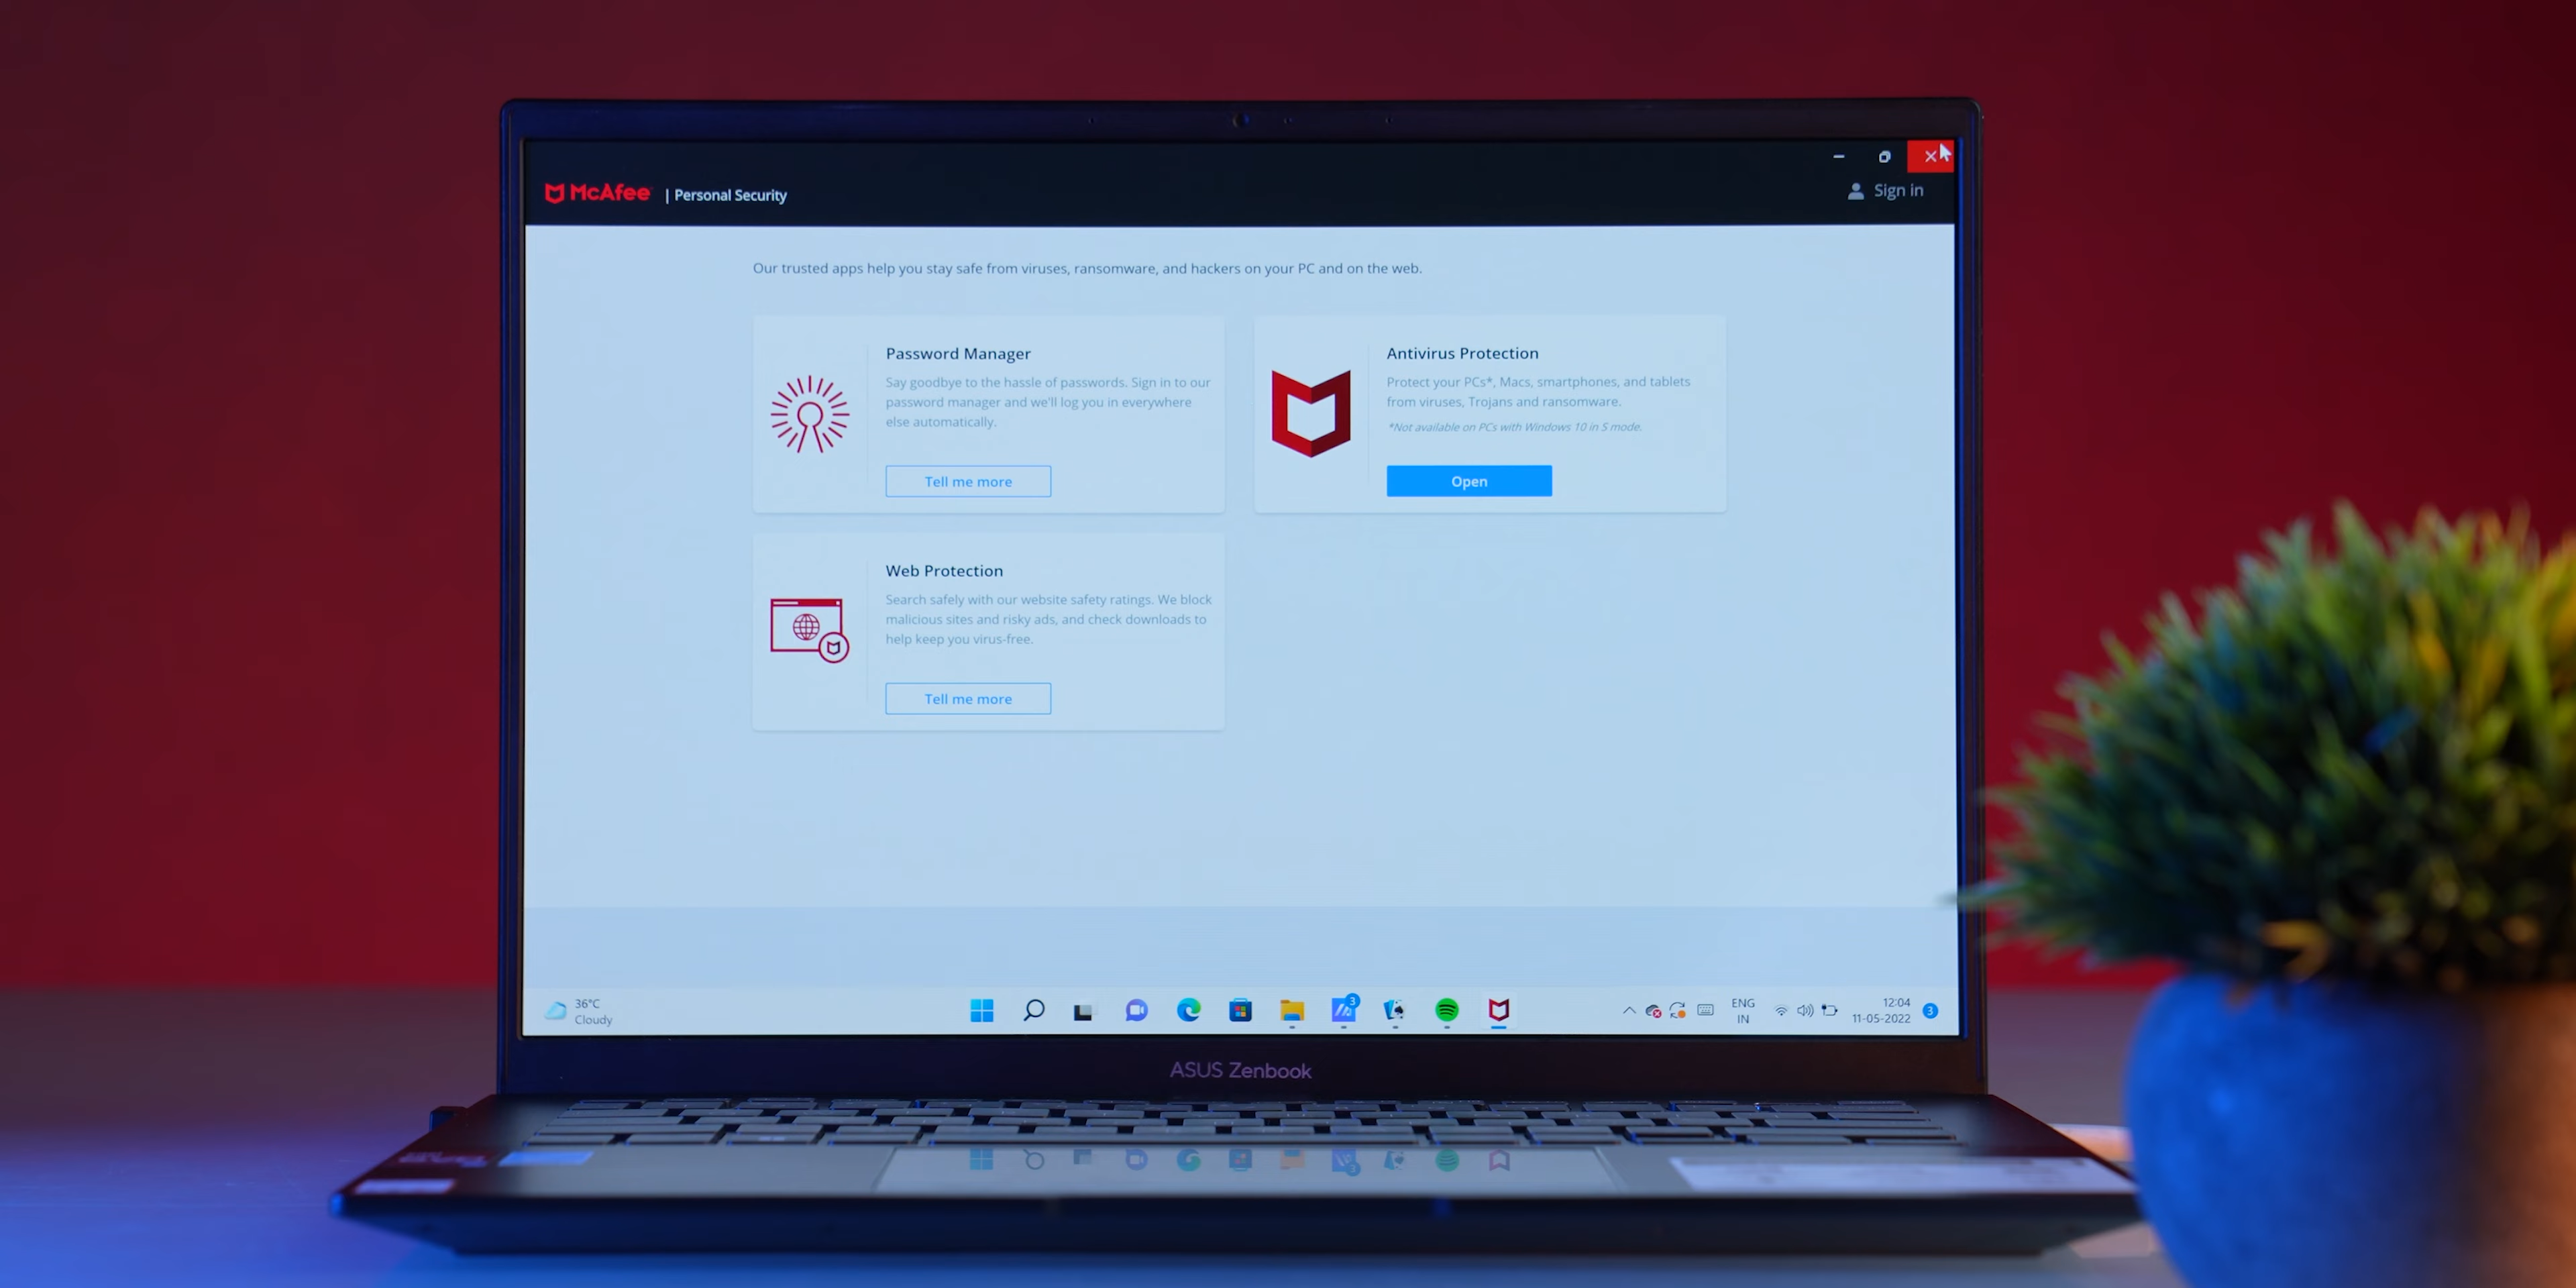 McAfee | Personal Security
Sign in
Our trusted apps help you stay safe from viruses, ransomware, and hackers on your PC and on the web.
Password Manager
Say goodbye to the hassle of passwords. Sign in to our
password manager and we'll log you in everywhere
else automatically.
Tell me more
Antivirus Protection
Protect your PCs*, Macs, smartphones, and tablets
from viruses, Trojans and ransomware.
*Not available on PCs with Windows 10 in S mode.
Open
Web Protection
Search safely with our website safety ratings. We block
malicious sites and risky ads, and check downloads to
help keep you virus-free.
Tell me more
36°C
Cloudy
3
ENG
IN
12:04
11-05-2022
3
ASUS Zenbook